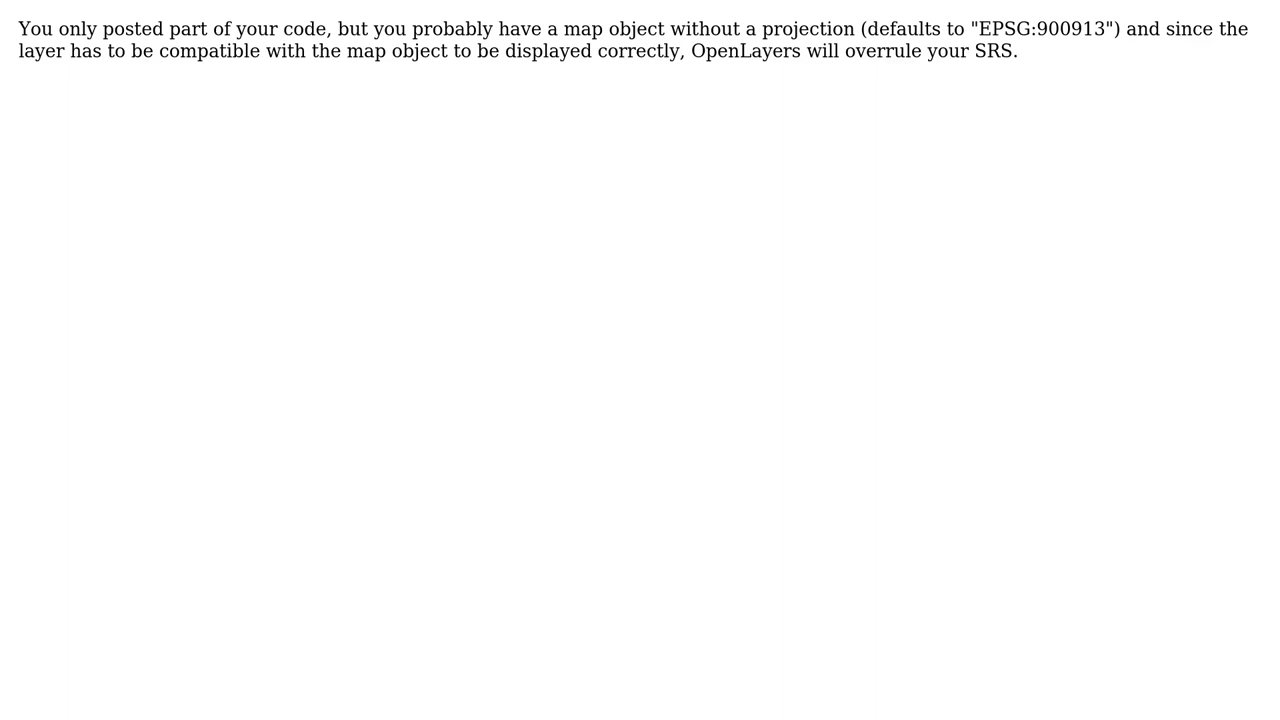 You only posted part of your code, but you probably have a map object without a projection (defaults to "EPSG:900913") and since the
layer has to be compatible with the map object to be displayed correctly, OpenLayers will overrule your SRS.